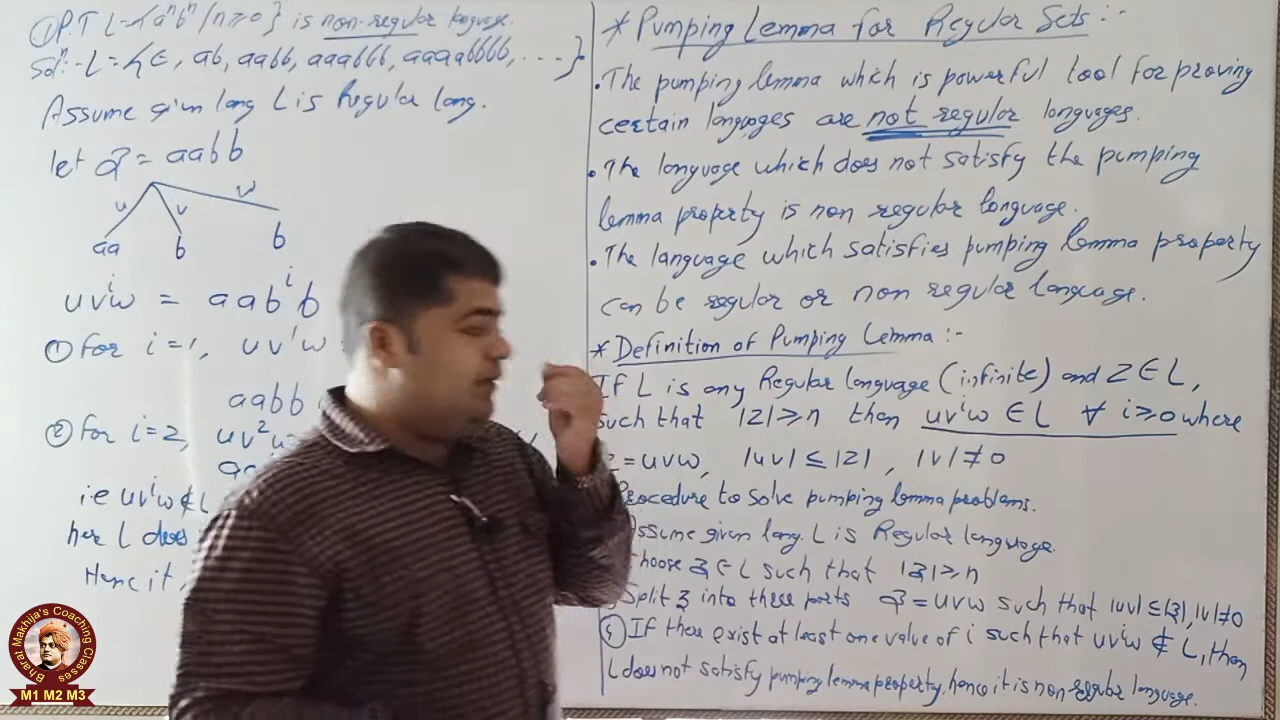 ① P.T L = {aⁿbⁿ / n≥0} is non-regular language.
Solⁿ:- L = {∈, ab, aabb, aaabbb, aaaabbbb, ....}
Assume given lang L is Regular lang.
let z = aabb
u v w
aa b b
uvⁱw = aabⁱb
① For i=1, uv¹w
aabb
② For i=2, uv²w
i.e uvⁱw ∉ L
her L does
Hence it
* Pumping Lemma for Regular Sets :-
. The pumping lemma which is powerful tool for proving
certain languages are not regular languages.
. The language which does not satisfy the pumping
lemma property is non regular language.
. The language which satisfies pumping lemma property
can be regular or non regular language.
* Definition of Pumping Lemma :-
If L is any Regular language (infinite) and Z ∈ L,
such that |z| ≥ n then uvⁱw ∈ L ∀ i ≥ 0 where
= uvw, |uv| ≤ |z|, |v| ≠ 0
Procedure to solve pumping lemma problems.
Assume given lang. L is Regular language.
hoose z ∈ L such that |z| ≥ n
Split z into three parts z = uvw such that |uv| ≤ |z|, |v| ≠ 0
④ If there exist at least one value of i such that uvⁱw ∉ L, then
L does not satisfy pumping lemma property, hence it is non regular language.
Bharat Makhija's Coaching Classes
M1 M2 M3